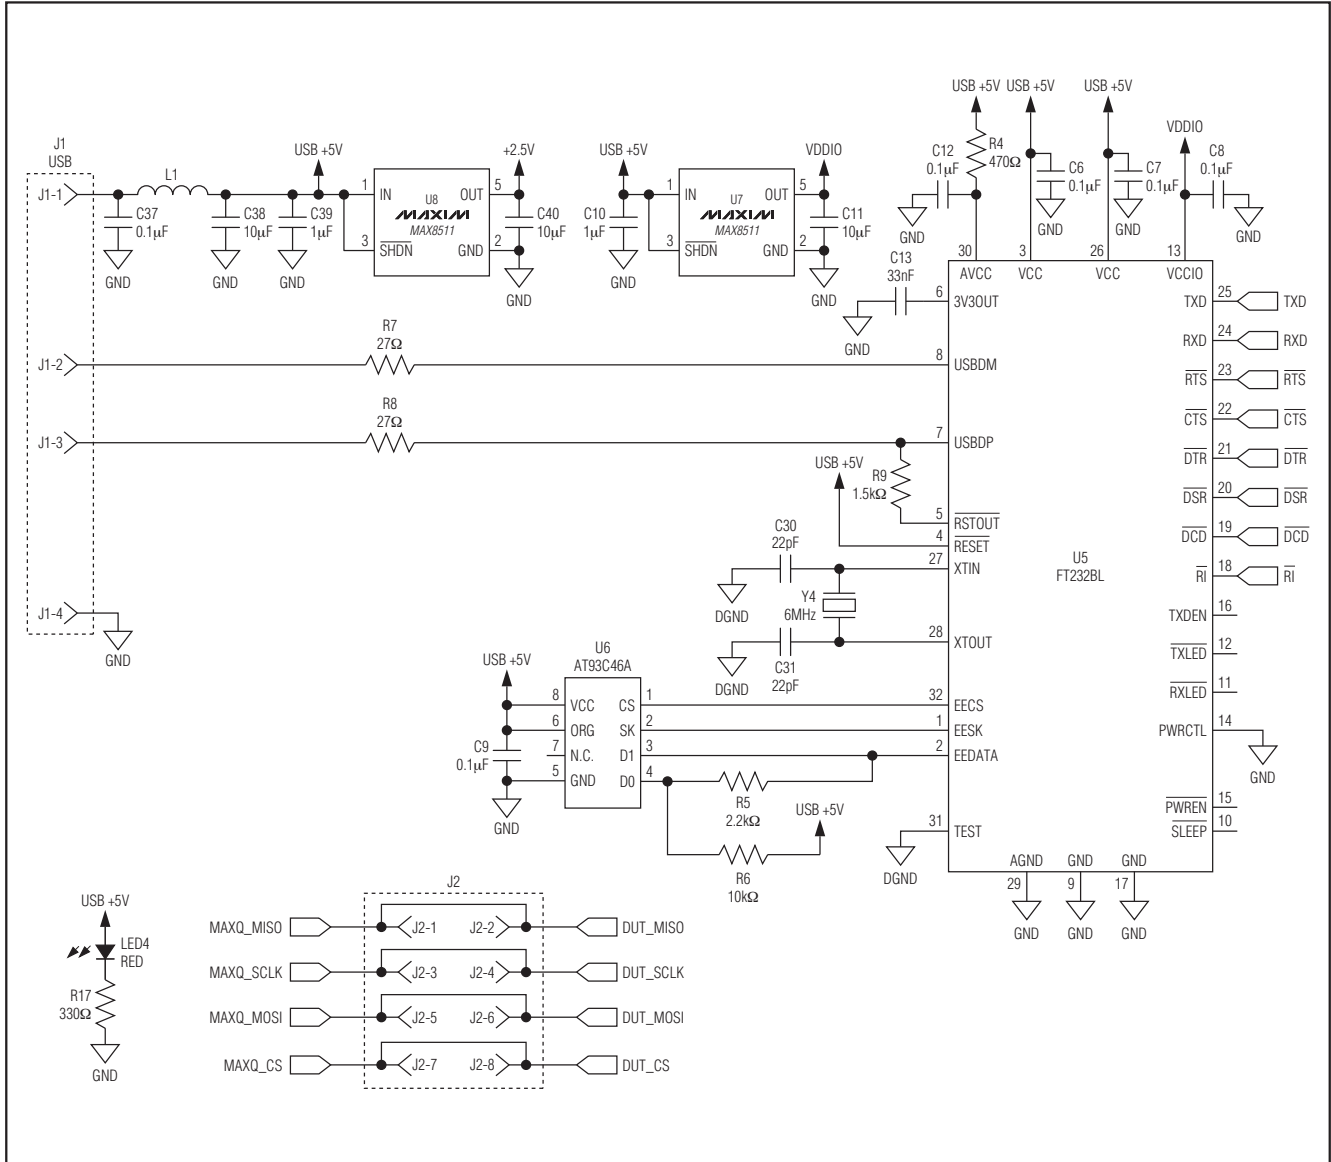 J1
USB
J1-1
L1
C37
0.1µF
GND
C38
10µF
GND
C39
1µF
GND
USB +5V
1
IN
3
SHDN
U8
MAXIM
MAX8511
OUT
5
GND
2
+2.5V
C40
10µF
GND
USB +5V
C10
1µF
GND
1
IN
3
SHDN
U7
MAXIM
MAX8511
OUT
5
GND
2
VDDIO
C11
10µF
GND
USB +5V
R4
470Ω
C12
0.1µF
GND
USB +5V
C6
0.1µF
GND
USB +5V
C7
0.1µF
GND
VDDIO
C8
0.1µF
GND
30
AVCC
3
VCC
26
VCC
13
VCCIO
C13
33nF
GND
6
3V3OUT
J1-2
R7
27Ω
8
USBDM
J1-3
R8
27Ω
7
USBDP
R9
1.5kΩ
USB +5V
5
RSTOUT
4
RESET
27
XTIN
C30
22pF
DGND
Y4
6MHz
28
XTOUT
C31
22pF
DGND
J1-4
GND
U5
FT232BL
TXD
25
TXD
RXD
24
RXD
RTS
23
RTS
CTS
22
CTS
DTR
21
DTR
DSR
20
DSR
DCD
19
DCD
RI
18
RI
TXDEN
16
TXLED
12
RXLED
11
PWRCTL
14
GND
PWREN
15
SLEEP
10
U6
AT93C46A
USB +5V
8
VCC
6
ORG
7
N.C.
5
GND
C9
0.1µF
GND
CS
1
SK
2
D1
3
D0
4
32
EECS
1
EESK
2
EEDATA
R5
2.2kΩ
R6
10kΩ
USB +5V
31
TEST
DGND
AGND
29
GND
GND
9
GND
GND
17
GND
USB +5V
LED4
RED
R17
330Ω
GND
J2
MAXQ_MISO
J2-1
J2-2
DUT_MISO
MAXQ_SCLK
J2-3
J2-4
DUT_SCLK
MAXQ_MOSI
J2-5
J2-6
DUT_MOSI
MAXQ_CS
J2-7
J2-8
DUT_CS